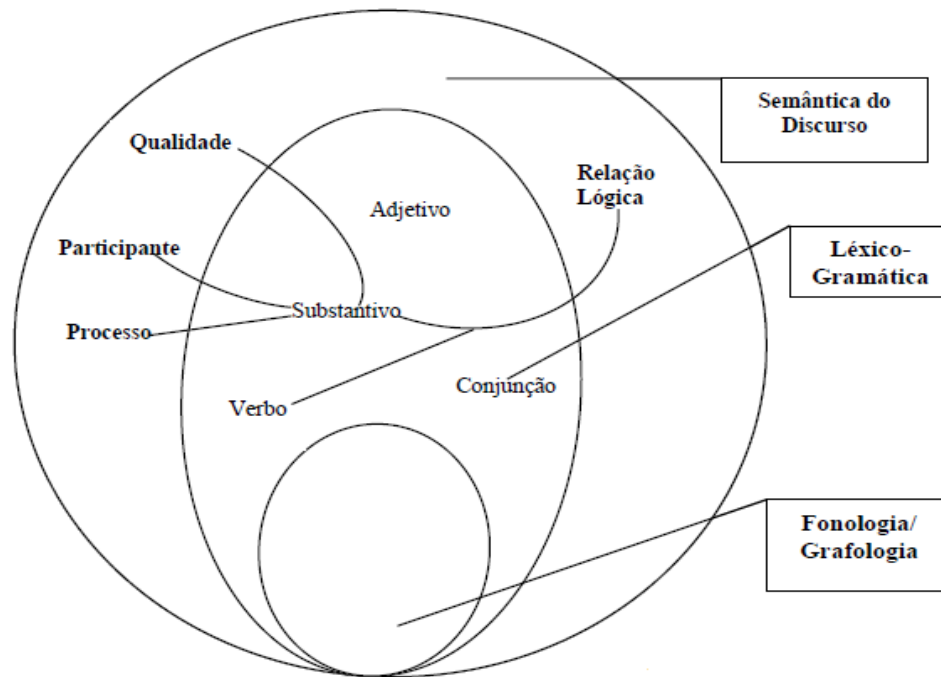 Semântica do
Discurso
Qualidade
Relação
Lógica
Adjetivo
Participante
Léxico-
Gramática
Substantivo
Processo
Conjunção
Verbo
Fonologia/
Grafologia